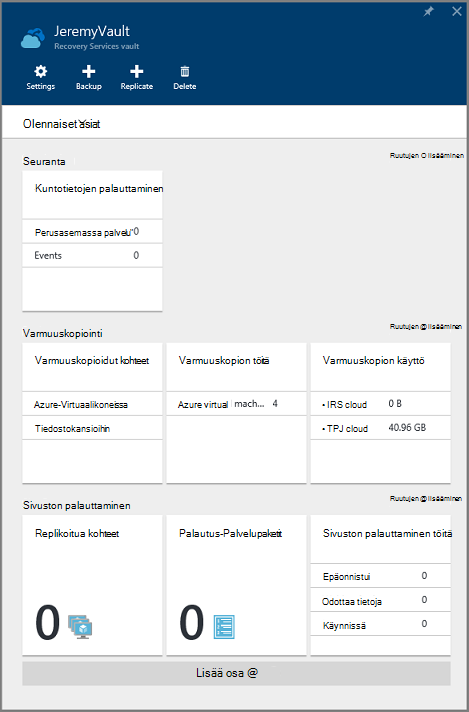 JeremyVault
Recovery Services vault
Settings
Backup
Replicate
Delete
Olennaiset asiat
Seuranta
Ruutujen O lisääminen
Kuntotietojen palauttaminen
Perusasemassa palvelu" 0
Events 0
Varmuuskopiointi
Ruutujen @ lisääminen
Varmuuskopioidut kohteet
Azure-Virtuaalikoneissa
Tiedostokansioihin
Varmuuskopion töitä
Azure virtual mach... 4
Varmuuskopion käyttö
• IRS cloud 0 B
• TPJ cloud 40.96 GB
Sivuston palauttaminen
Ruutujen @ lisääminen
Replikoitua kohteet
0
Palautus-Palvelupaketit
0
Sivuston palauttaminen töitä
Epäonnistui 0
Odottaa tietoja 0
Käynnissä 0
Lisää osa @